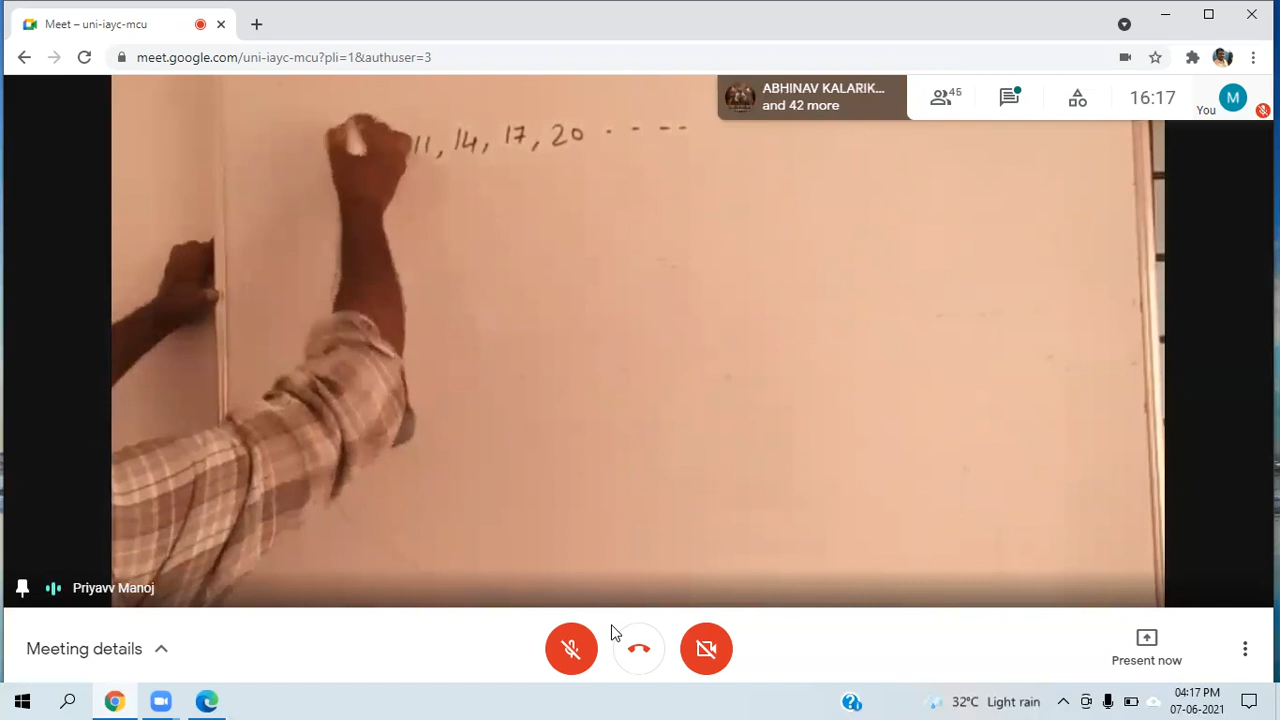 Meet – uni-iayc-mcu
meet.google.com/uni-iayc-mcu?pli=1&authuser=3
ABHINAV KALARIK...
and 42 more
45
16:17
You
M
11, 14, 17, 20 · - - -
Priyavv Manoj
Meeting details
Present now
32°C Light rain
04:17 PM
07-06-2021